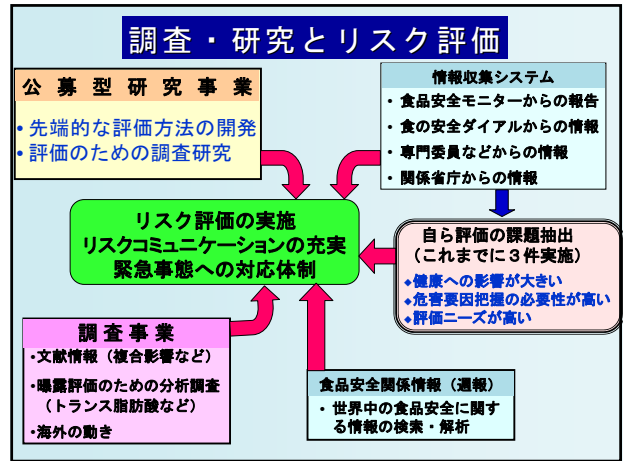 調査・研究とリスク評価
公募型研究事業
・先端的な評価方法の開発
・評価のための調査研究
情報収集システム
・食品安全モニターからの報告
・食の安全ダイアルからの情報
・専門委員などからの情報
・関係省庁からの情報
リスク評価の実施
リスクコミュニケーションの充実
緊急事態への対応体制
自ら評価の課題抽出
（これまでに３件実施）
◆健康への影響が大きい
◆危害要因把握の必要性が高い
◆評価ニーズが高い
調査事業
・文献情報（複合影響など）
・曝露評価のための分析調査
（トランス脂肪酸など）
・海外の動き
食品安全関係情報（週報）
・世界中の食品安全に関す
る情報の検索・解析